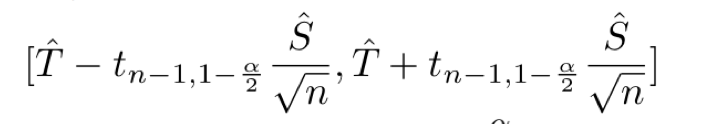 [T̂ − t_{n−1,1−α/2} Ŝ/√n, T̂ + t_{n−1,1−α/2} Ŝ/√n]